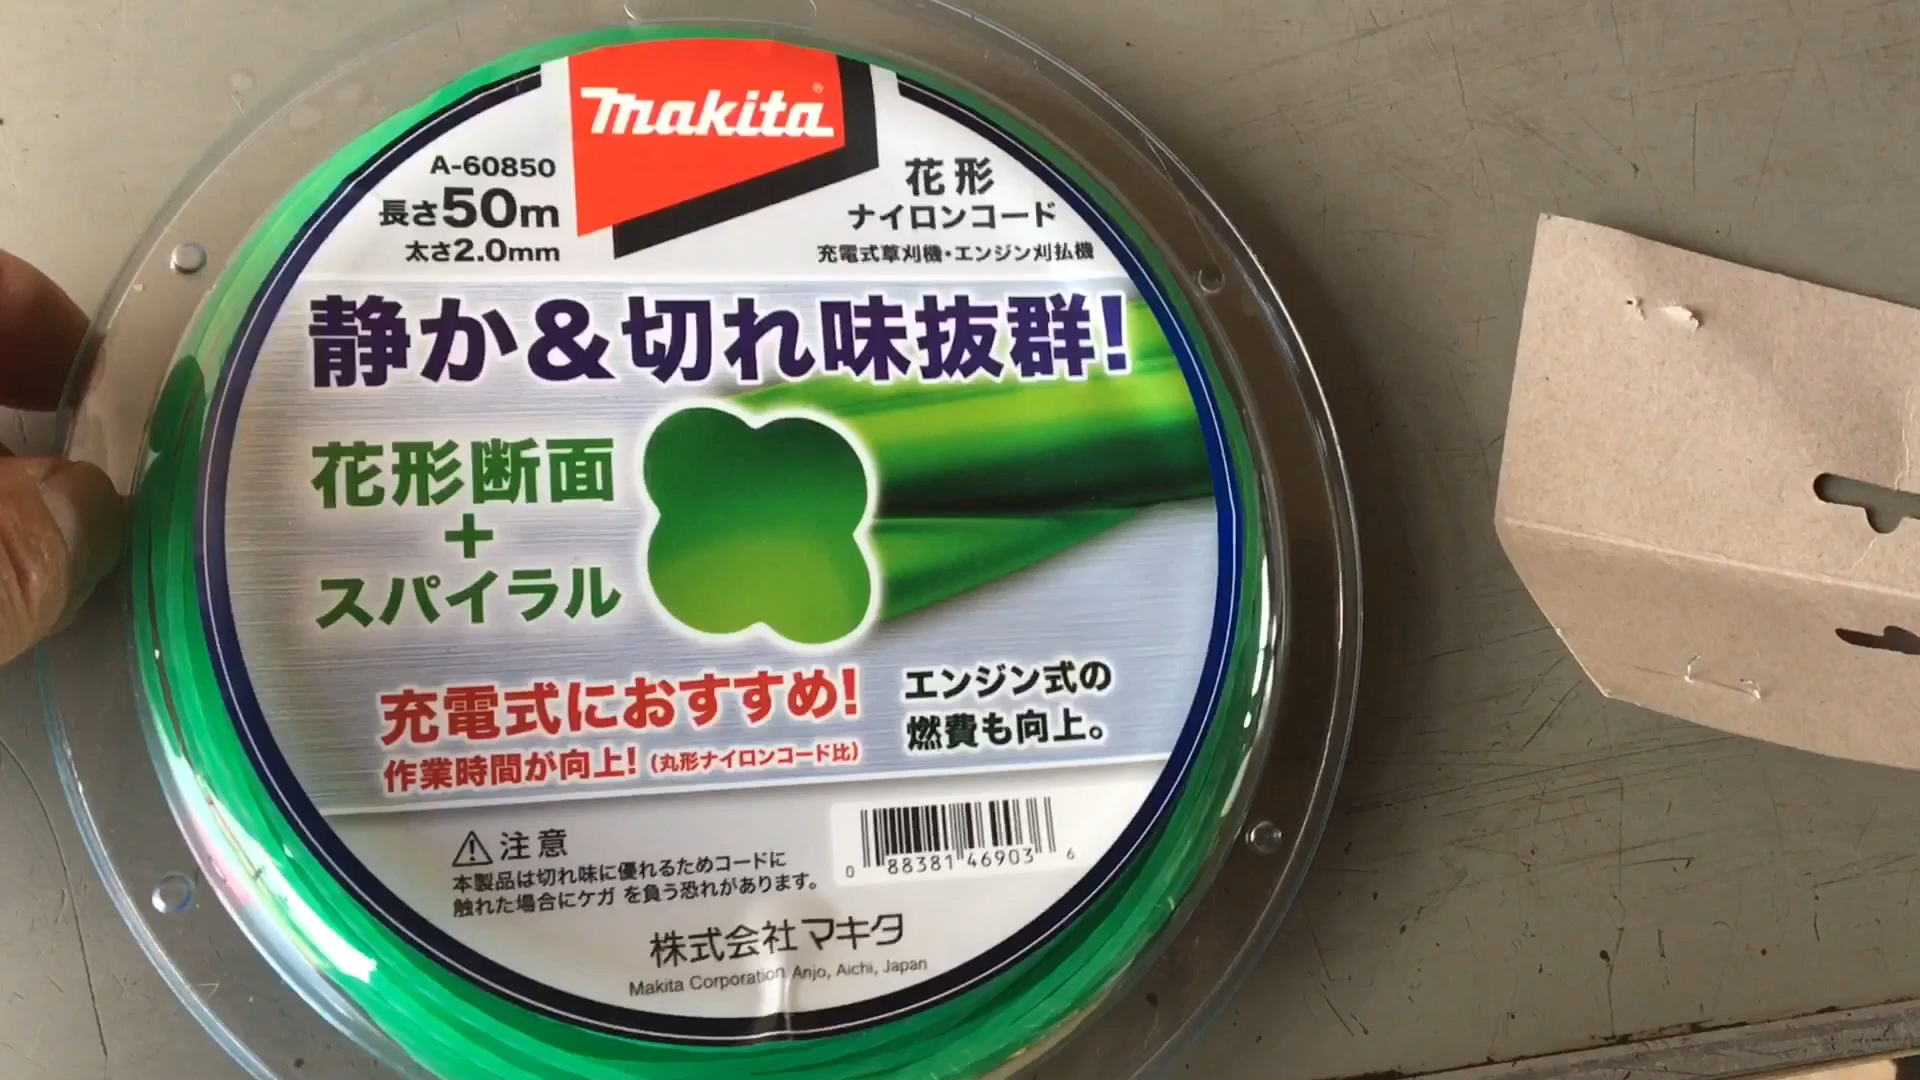 makita®
A-60850
長さ50m
太さ2.0mm
花形
ナイロンコード
充電式草刈機・エンジン刈払機
静か&切れ味抜群!
花形断面
+
スパイラル
充電式におすすめ!
作業時間が向上!(丸形ナイロンコード比)
エンジン式の
燃費も向上。
注意
本製品は切れ味に優れるためコードに
触れた場合にケガを負う恐れがあります。
0 88381 46903 6
株式会社マキタ
Makita Corporation Anjo, Aichi, Japan